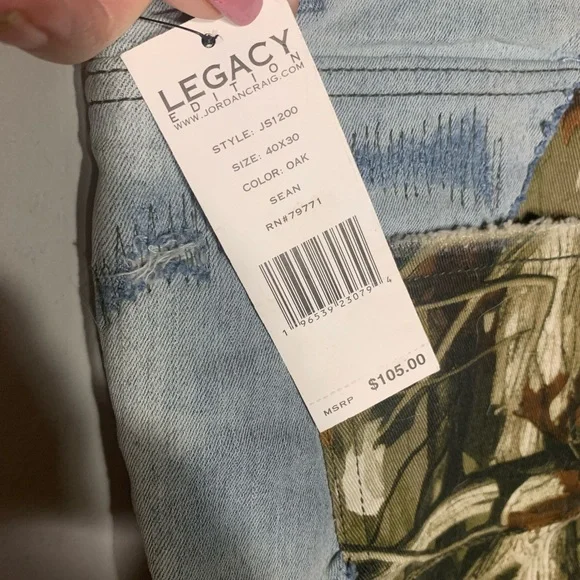 LEGACY
EDITION
WWW.JORDANCRAIG.COM
STYLE: JS1200
SIZE: 40X30
COLOR: OAK
SEAN
RN#79771
1 96539 23079 4
MSRP $105.00